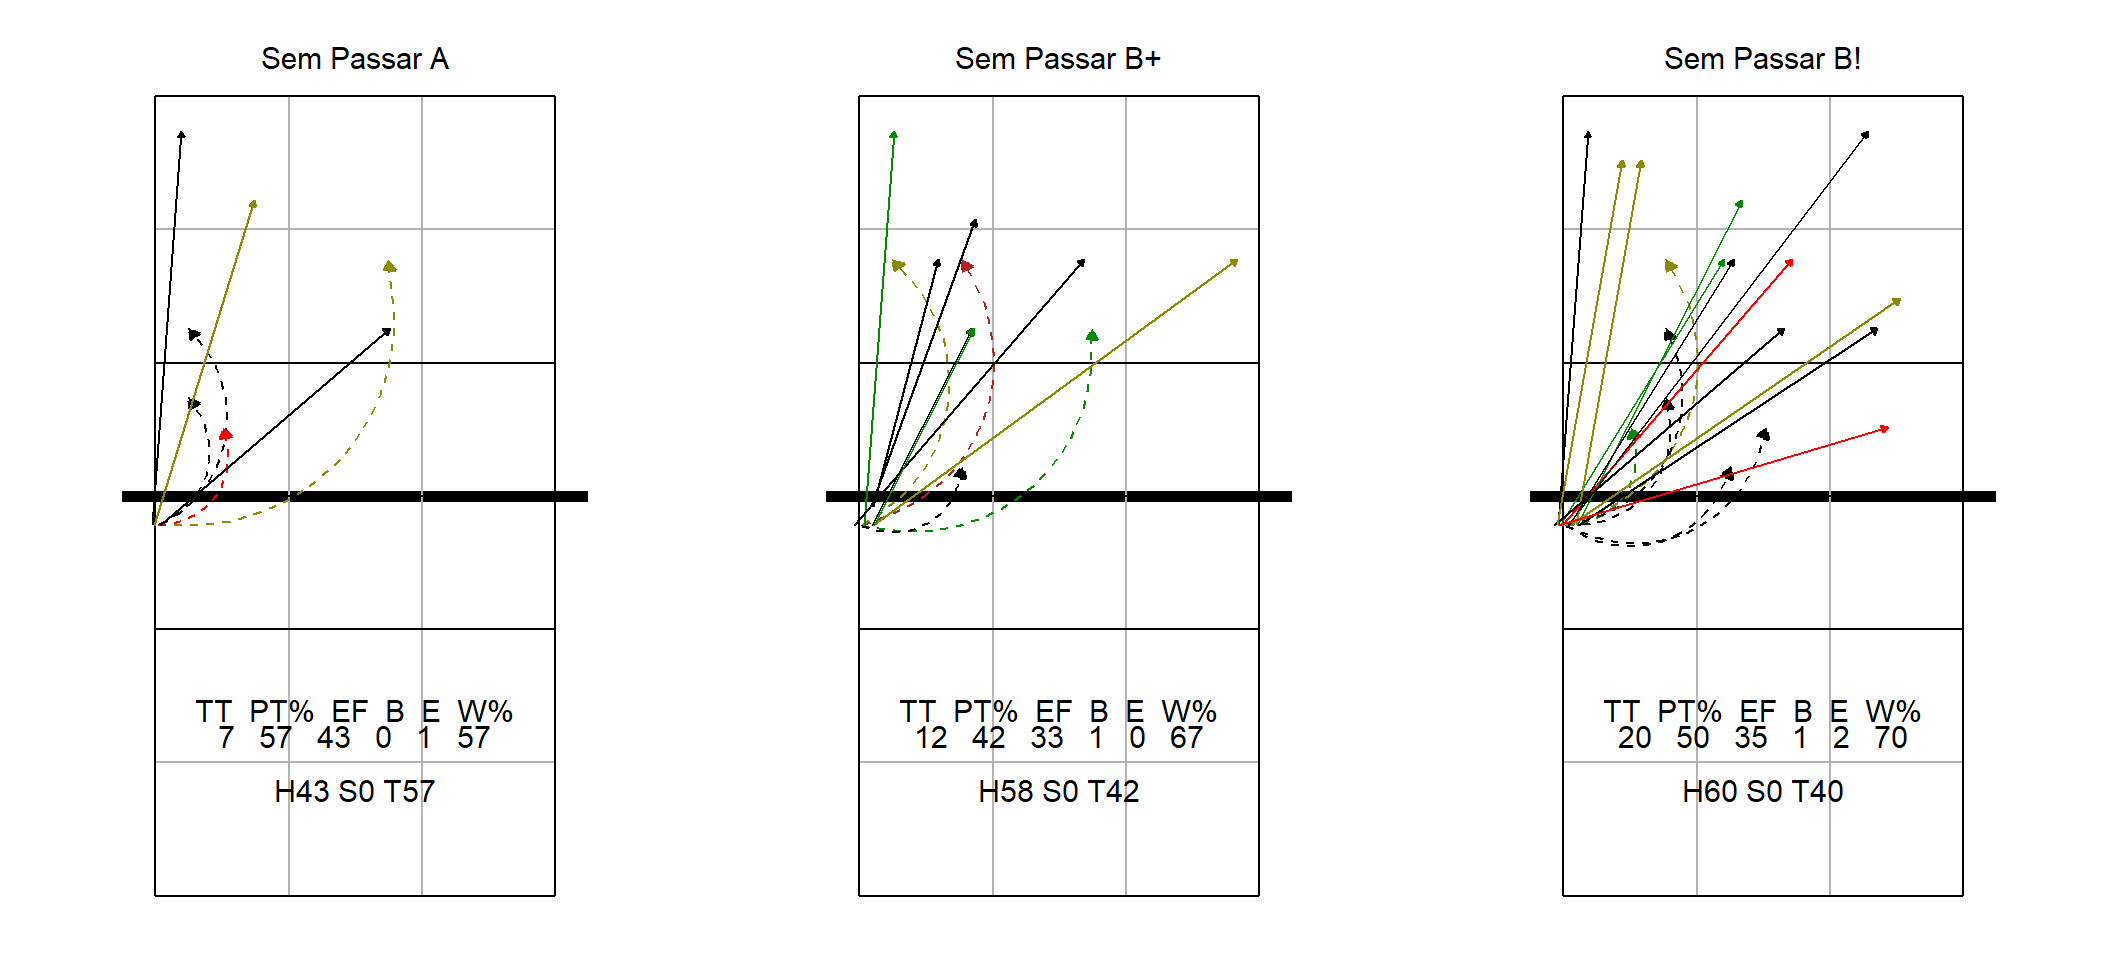 Sem Passar A
TT PT% EF B E W%
7 57 43 0 1 57
H43 S0 T57
Sem Passar B+
TT PT% EF B E W%
12 42 33 1 0 67
H58 S0 T42
Sem Passar B!
TT PT% EF B E W%
20 50 35 1 2 70
H60 S0 T40